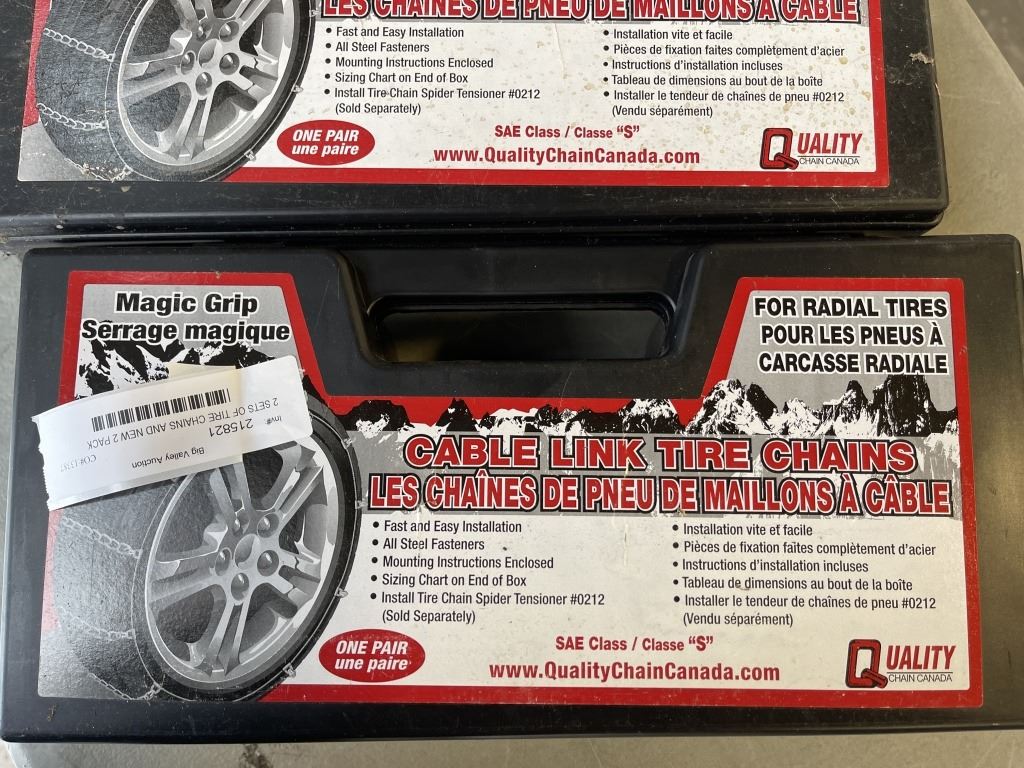 LES CHAÎNES DE PNEU DE MAILLONS À CÂBLE
• Fast and Easy Installation
• All Steel Fasteners
• Mounting Instructions Enclosed
• Sizing Chart on End of Box
• Install Tire Chain Spider Tensioner #0212
(Sold Separately)
• Installation vite et facile
• Pièces de fixation faites complètement d'acier
• Instructions d'installation incluses
• Tableau de dimensions au bout de la boîte
• Installer le tendeur de chaînes de pneu #0212
(Vendu séparément)
ONE PAIR
une paire
SAE Class / Classe "S"
www.QualityChainCanada.com
QUALITY
CHAIN CANADA
Magic Grip
Serrage magique
FOR RADIAL TIRES
POUR LES PNEUS À
CARCASSE RADIALE
Big Valley Auction
Inv#: 215821
2 SETS OF TIRE CHAINS AND NEW 2 PACK
CABLE LINK TIRE CHAINS
LES CHAÎNES DE PNEU DE MAILLONS À CÂBLE
• Fast and Easy Installation
• All Steel Fasteners
• Mounting Instructions Enclosed
• Sizing Chart on End of Box
• Install Tire Chain Spider Tensioner #0212
(Sold Separately)
• Installation vite et facile
• Pièces de fixation faites complètement d'acier
• Instructions d'installation incluses
• Tableau de dimensions au bout de la boîte
• Installer le tendeur de chaînes de pneu #0212
(Vendu séparément)
ONE PAIR
une paire
SAE Class / Classe "S"
www.QualityChainCanada.com
QUALITY
CHAIN CANADA